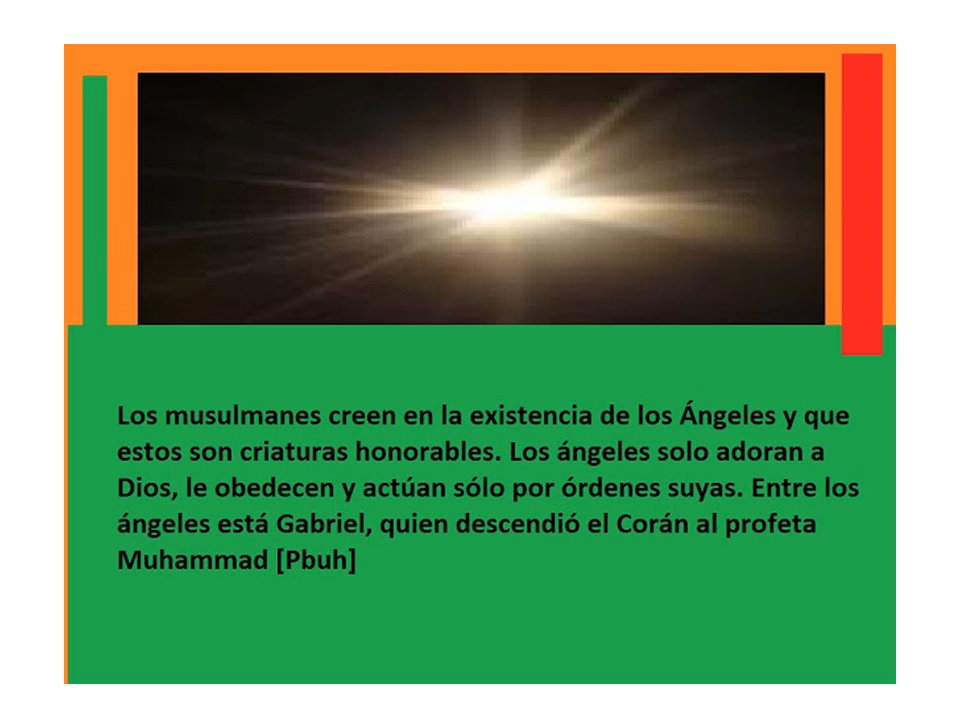 Los musulmanes creen en la existencia de los Ángeles y que
estos son criaturas honorables. Los ángeles solo adoran a
Dios, le obedecen y actúan sólo por órdenes suyas. Entre los
ángeles está Gabriel, quien descendió el Corán al profeta
Muhammad [Pbuh]